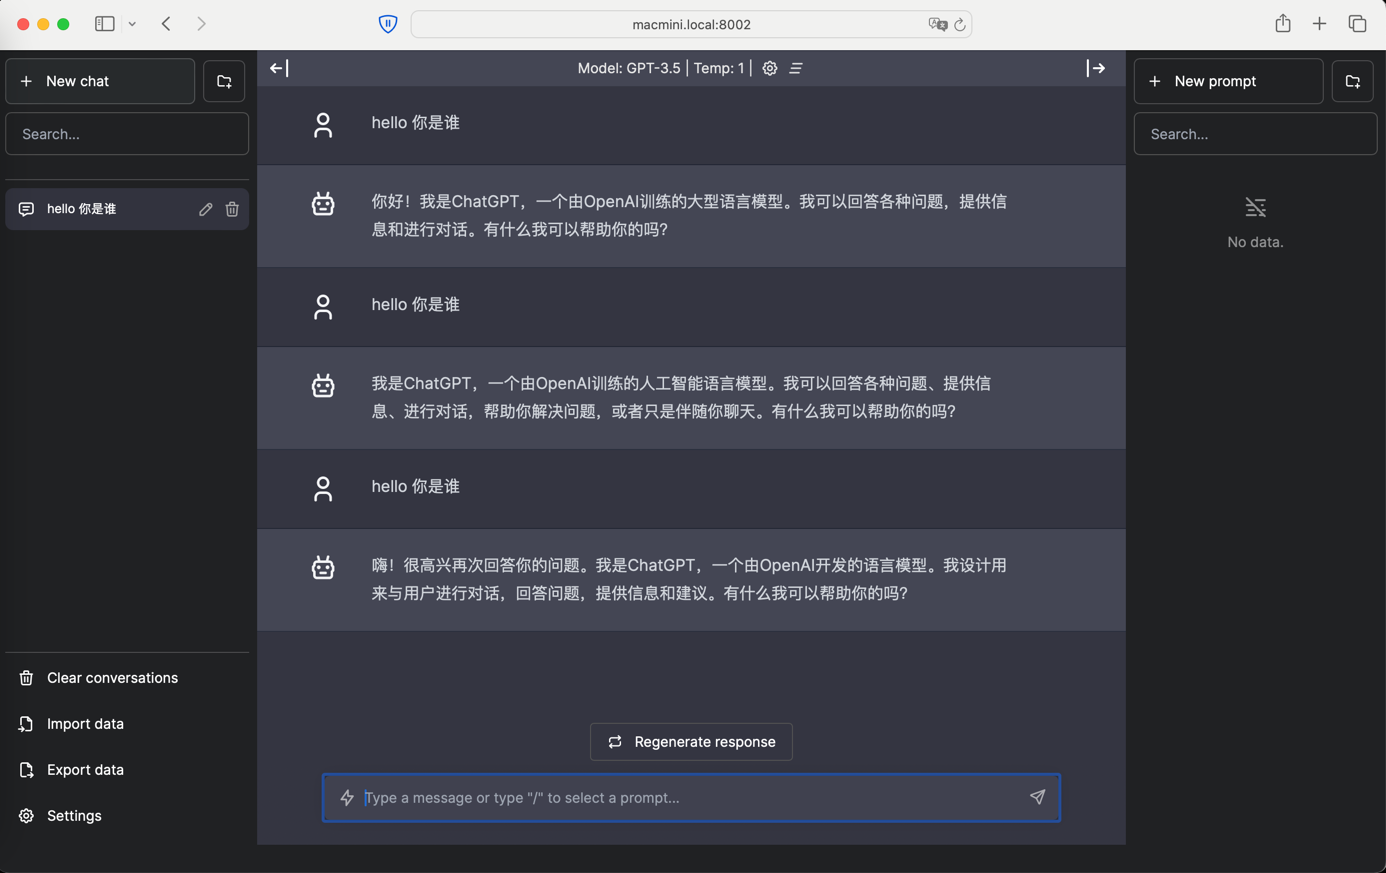 macmini.local:8002
New chat
Search...
hello 你是谁
Clear conversations
Import data
Export data
Settings
Model: GPT-3.5 | Temp: 1 |
hello 你是谁
你好！我是ChatGPT，一个由OpenAI训练的大型语言模型。我可以回答各种问题，提供信
息和进行对话。有什么我可以帮助你的吗？
hello 你是谁
我是ChatGPT，一个由OpenAI训练的人工智能语言模型。我可以回答各种问题、提供信
息、进行对话，帮助你解决问题，或者只是伴随你聊天。有什么我可以帮助你的吗？
hello 你是谁
嗨！很高兴再次回答你的问题。我是ChatGPT，一个由OpenAI开发的语言模型。我设计用
来与用户进行对话，回答问题，提供信息和建议。有什么我可以帮助你的吗？
Regenerate response
Type a message or type "/" to select a prompt...
New prompt
Search...
No data.